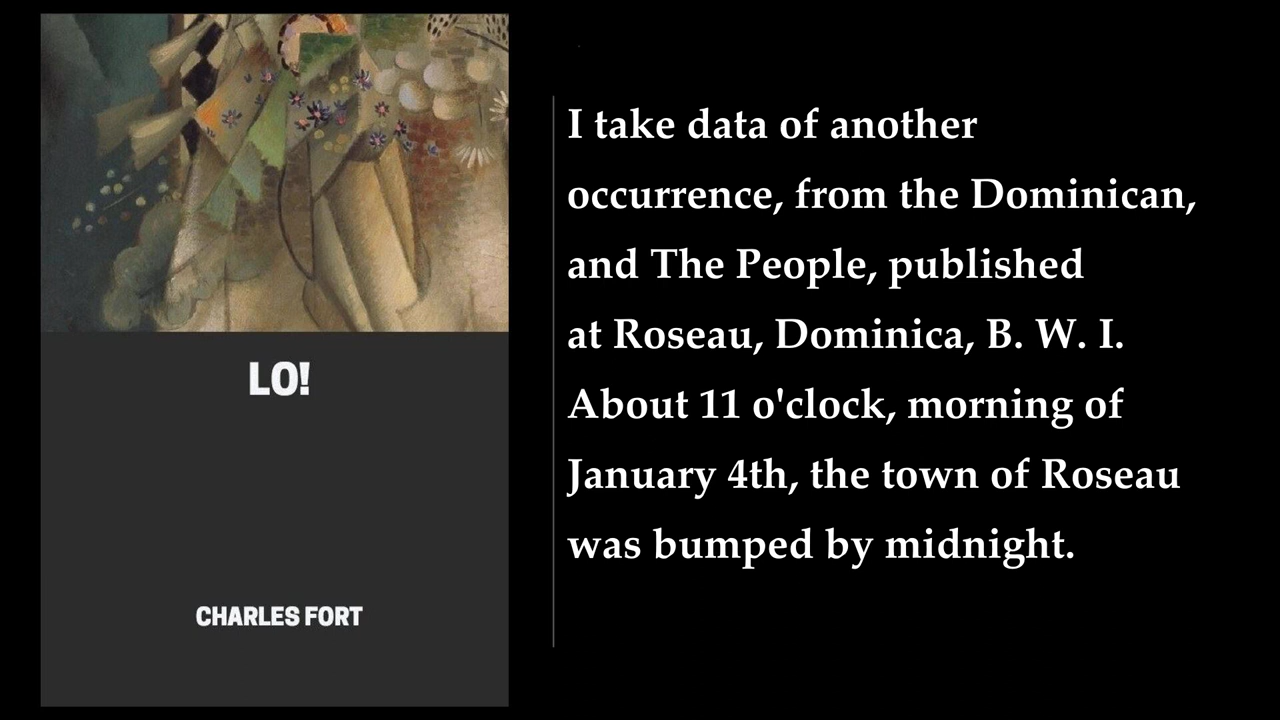 LO!
CHARLES FORT
I take data of another
occurrence, from the Dominican,
and The People, published
at Roseau, Dominica, B. W. I.
About 11 o'clock, morning of
January 4th, the town of Roseau
was bumped by midnight.